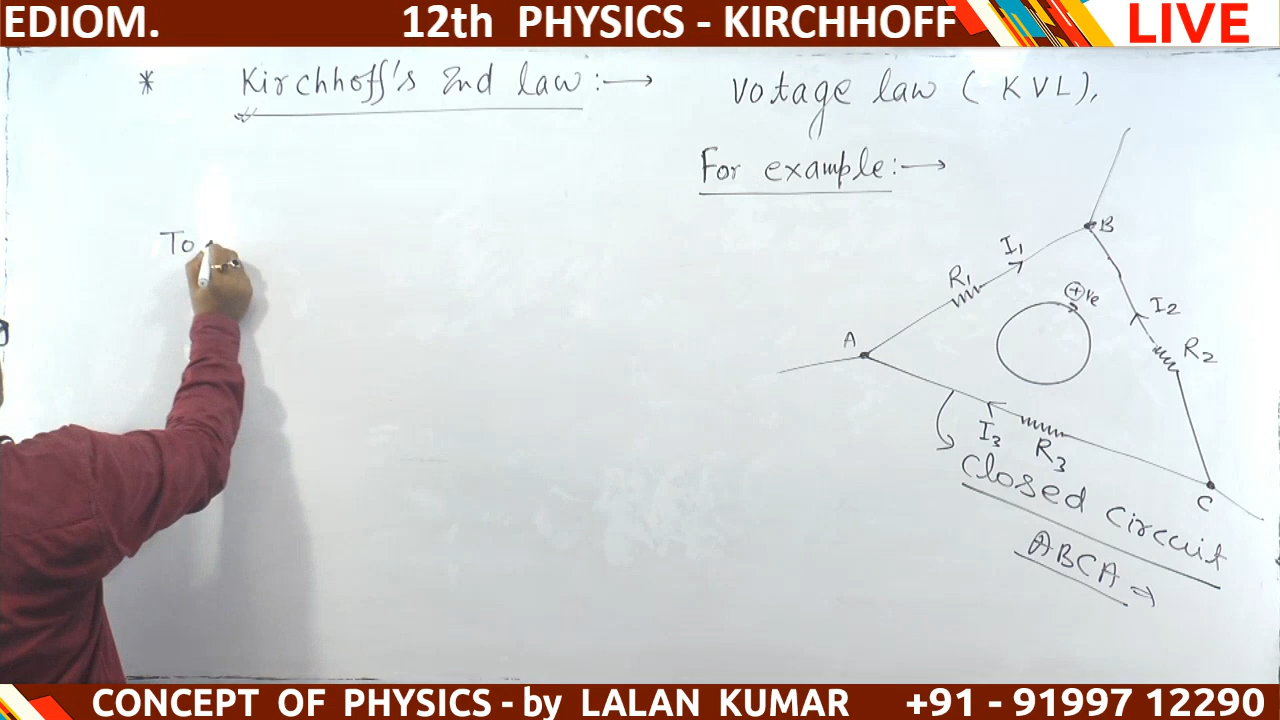 EDIOM. 12th PHYSICS - KIRCHHOFF LIVE
* Kirchhoff's 2nd law :→ Votage law ( KVL),
For example :→
To
B
I1
R1
+ve
I2
R2
A
I3
R3
C
Closed circuit
ABCA ⇒
CONCEPT OF PHYSICS - by LALAN KUMAR +91 - 91997 12290